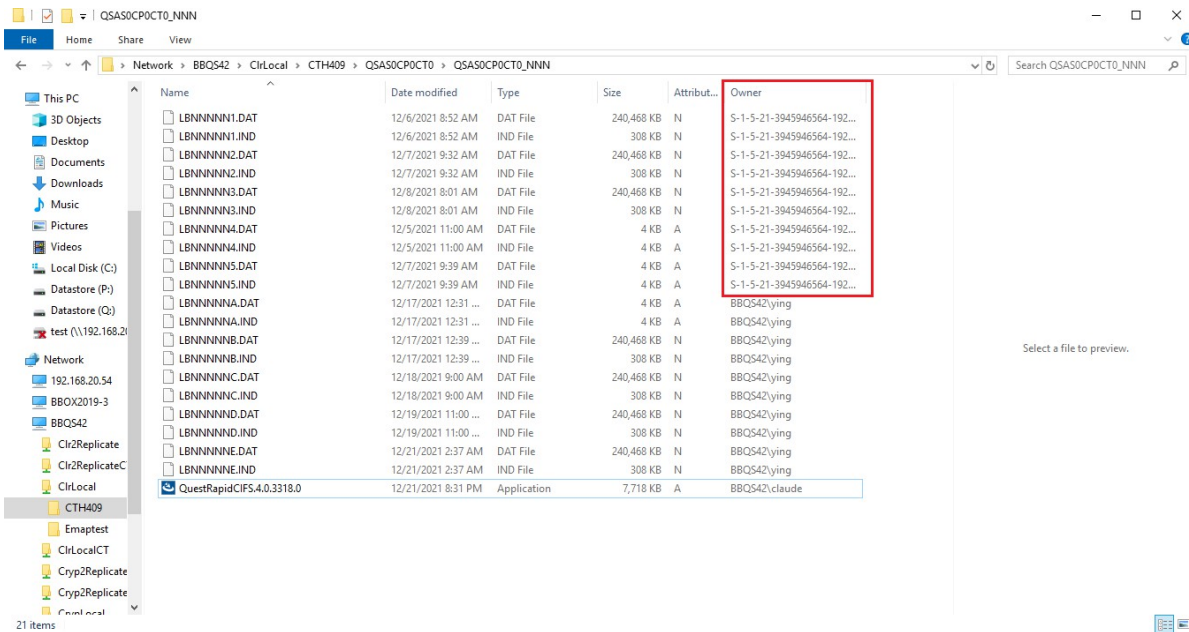 QSAS0CP0CT0_NNN
File Home Share View
Network › BBQS42 › ClrLocal › CTH409 › QSAS0CP0CT0 › QSAS0CP0CT0_NNN
Search QSAS0CP0CT0_NNN
This PC
3D Objects
Desktop
Documents
Downloads
Music
Pictures
Videos
Local Disk (C:)
Datastore (P:)
Datastore (Q:)
test (\\192.168.20
Network
192.168.20.54
BBOX2019-3
BBQS42
Clr2Replicate
Clr2ReplicateC
ClrLocal
CTH409
Emaptest
ClrLocalCT
Cryp2Replicate
Cryp2Replicate
CrypLocal
Name Date modified Type Size Attribut... Owner
LBNNNNN1.DAT 12/6/2021 8:52 AM DAT File 240,468 KB N S-1-5-21-3945946564-192...
LBNNNNN1.IND 12/6/2021 8:52 AM IND File 308 KB N S-1-5-21-3945946564-192...
LBNNNNN2.DAT 12/7/2021 9:32 AM DAT File 240,468 KB N S-1-5-21-3945946564-192...
LBNNNNN2.IND 12/7/2021 9:32 AM IND File 308 KB N S-1-5-21-3945946564-192...
LBNNNNN3.DAT 12/8/2021 8:01 AM DAT File 240,468 KB N S-1-5-21-3945946564-192...
LBNNNNN3.IND 12/8/2021 8:01 AM IND File 308 KB N S-1-5-21-3945946564-192...
LBNNNNN4.DAT 12/5/2021 11:00 AM DAT File 4 KB A S-1-5-21-3945946564-192...
LBNNNNN4.IND 12/5/2021 11:00 AM IND File 4 KB A S-1-5-21-3945946564-192...
LBNNNNN5.DAT 12/7/2021 9:39 AM DAT File 4 KB A S-1-5-21-3945946564-192...
LBNNNNN5.IND 12/7/2021 9:39 AM IND File 4 KB A S-1-5-21-3945946564-192...
LBNNNNNA.DAT 12/17/2021 12:31 ... DAT File 4 KB A BBQS42\ying
LBNNNNNA.IND 12/17/2021 12:31 ... IND File 4 KB A BBQS42\ying
LBNNNNNB.DAT 12/17/2021 12:39 ... DAT File 240,468 KB N BBQS42\ying
LBNNNNNB.IND 12/17/2021 12:39 ... IND File 308 KB N BBQS42\ying
LBNNNNNC.DAT 12/18/2021 9:00 AM DAT File 240,468 KB N BBQS42\ying
LBNNNNNC.IND 12/18/2021 9:00 AM IND File 308 KB N BBQS42\ying
LBNNNNND.DAT 12/19/2021 11:00 ... DAT File 240,468 KB N BBQS42\ying
LBNNNNND.IND 12/19/2021 11:00 ... IND File 308 KB N BBQS42\ying
LBNNNNNE.DAT 12/21/2021 2:37 AM DAT File 240,468 KB N BBQS42\ying
LBNNNNNE.IND 12/21/2021 2:37 AM IND File 308 KB N BBQS42\ying
QuestRapidCIFS.4.0.3318.0 12/21/2021 8:31 PM Application 7,718 KB A BBQS42\claude
Select a file to preview.
21 items